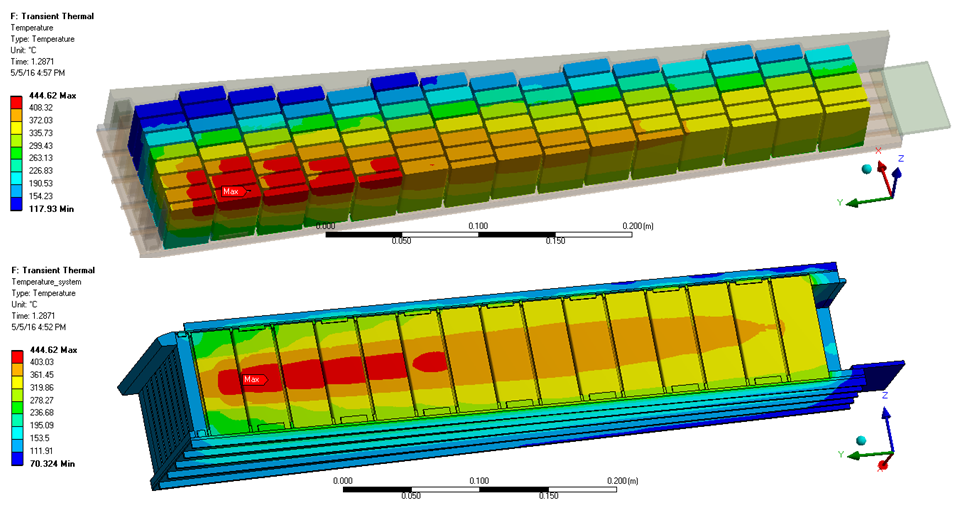 F: Transient Thermal
Temperature
Type: Temperature
Unit: °C
Time: 1.2871
5/5/16 4:57 PM
444.62 Max
408.32
372.03
335.73
299.43
263.13
226.83
190.53
154.23
117.93 Min
Max
X
Z
Y
0.000
0.100
0.200 (m)
0.050
0.150
F: Transient Thermal
Temperature_system
Type: Temperature
Unit: °C
Time: 1.2871
5/5/16 4:52 PM
444.62 Max
403.03
361.45
319.86
278.27
236.68
195.09
153.5
111.91
70.324 Min
Max
Z
Y
X
0.000
0.100
0.200 (m)
0.050
0.150